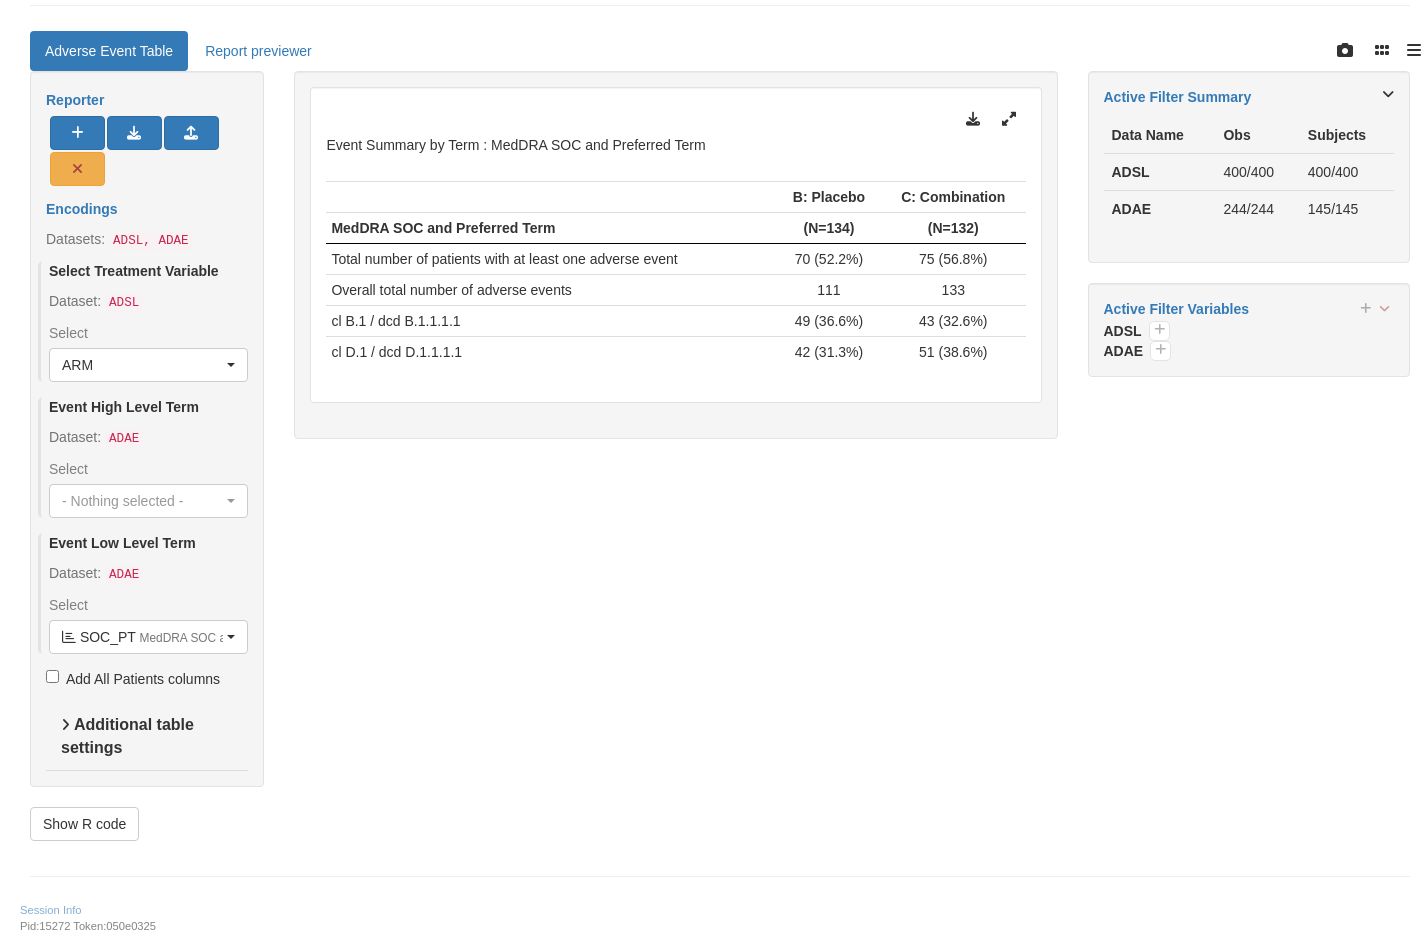 Adverse Event Table
Report previewer
Reporter
Encodings
Datasets: ADSL, ADAE
Select Treatment Variable
Dataset: ADSL
Select
ARM
Event High Level Term
Dataset: ADAE
Select
- Nothing selected -
Event Low Level Term
Dataset: ADAE
Select
SOC_PT MedDRA SOC a
Add All Patients columns
Additional table
settings
Show R code
Event Summary by Term : MedDRA SOC and Preferred Term
B: Placebo C: Combination
MedDRA SOC and Preferred Term (N=134) (N=132)
Total number of patients with at least one adverse event 70 (52.2%) 75 (56.8%)
Overall total number of adverse events 111 133
cl B.1 / dcd B.1.1.1.1 49 (36.6%) 43 (32.6%)
cl D.1 / dcd D.1.1.1.1 42 (31.3%) 51 (38.6%)
Active Filter Summary
Data Name Obs Subjects
ADSL 400/400 400/400
ADAE 244/244 145/145
Active Filter Variables
ADSL
ADAE
Session Info
Pid:15272 Token:050e0325